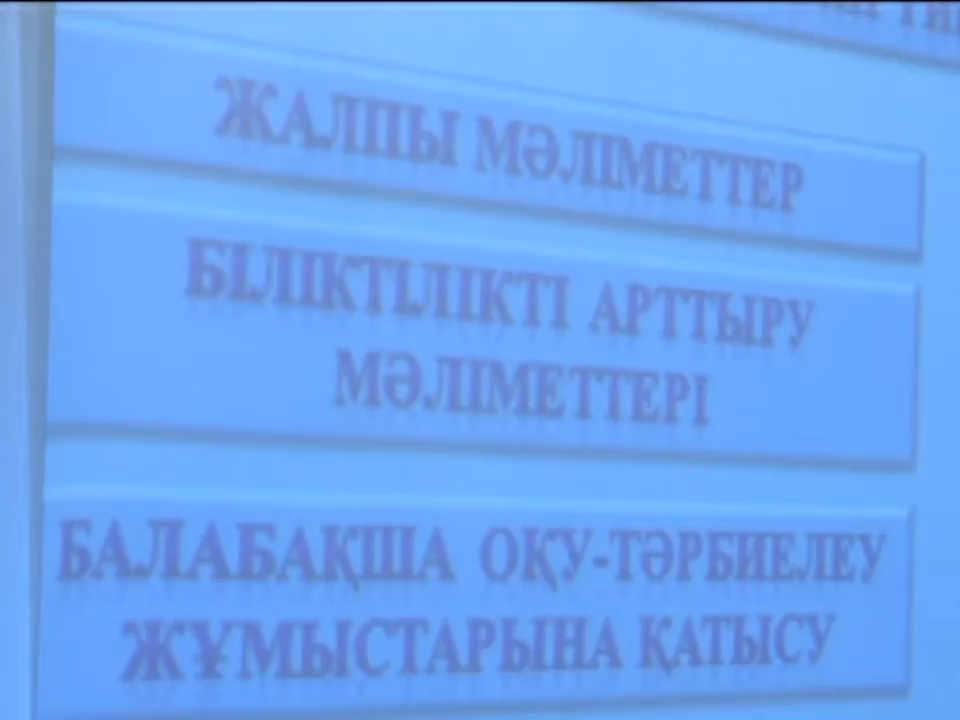 ЖАЛПЫ МӘЛІМЕТТЕР
БІЛІКТІЛІКТІ АРТТЫРУ
МӘЛІМЕТТЕРІ
БАЛАБАҚША ОҚУ-ТӘРБИЕЛЕУ
ЖҰМЫСТАРЫНА ҚАТЫСУ